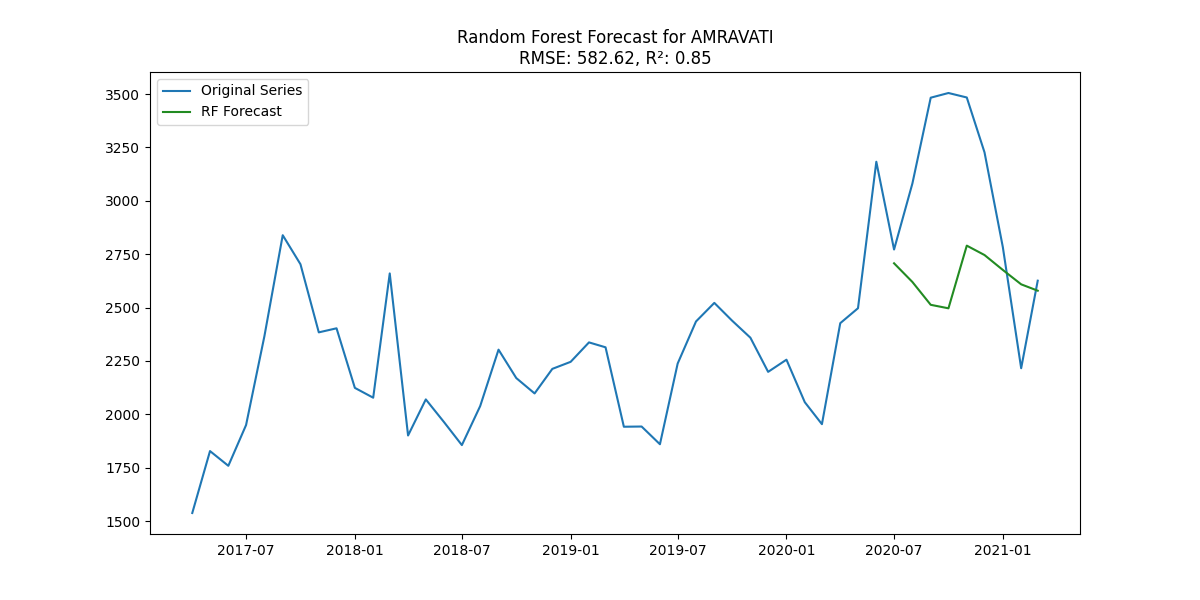 Random Forest Forecast for AMRAVATI
RMSE: 582.62, R²: 0.85
Original Series
RF Forecast
3500
3250
3000
2750
2500
2250
2000
1750
1500
2017-07 2018-01 2018-07 2019-01 2019-07 2020-01 2020-07 2021-01